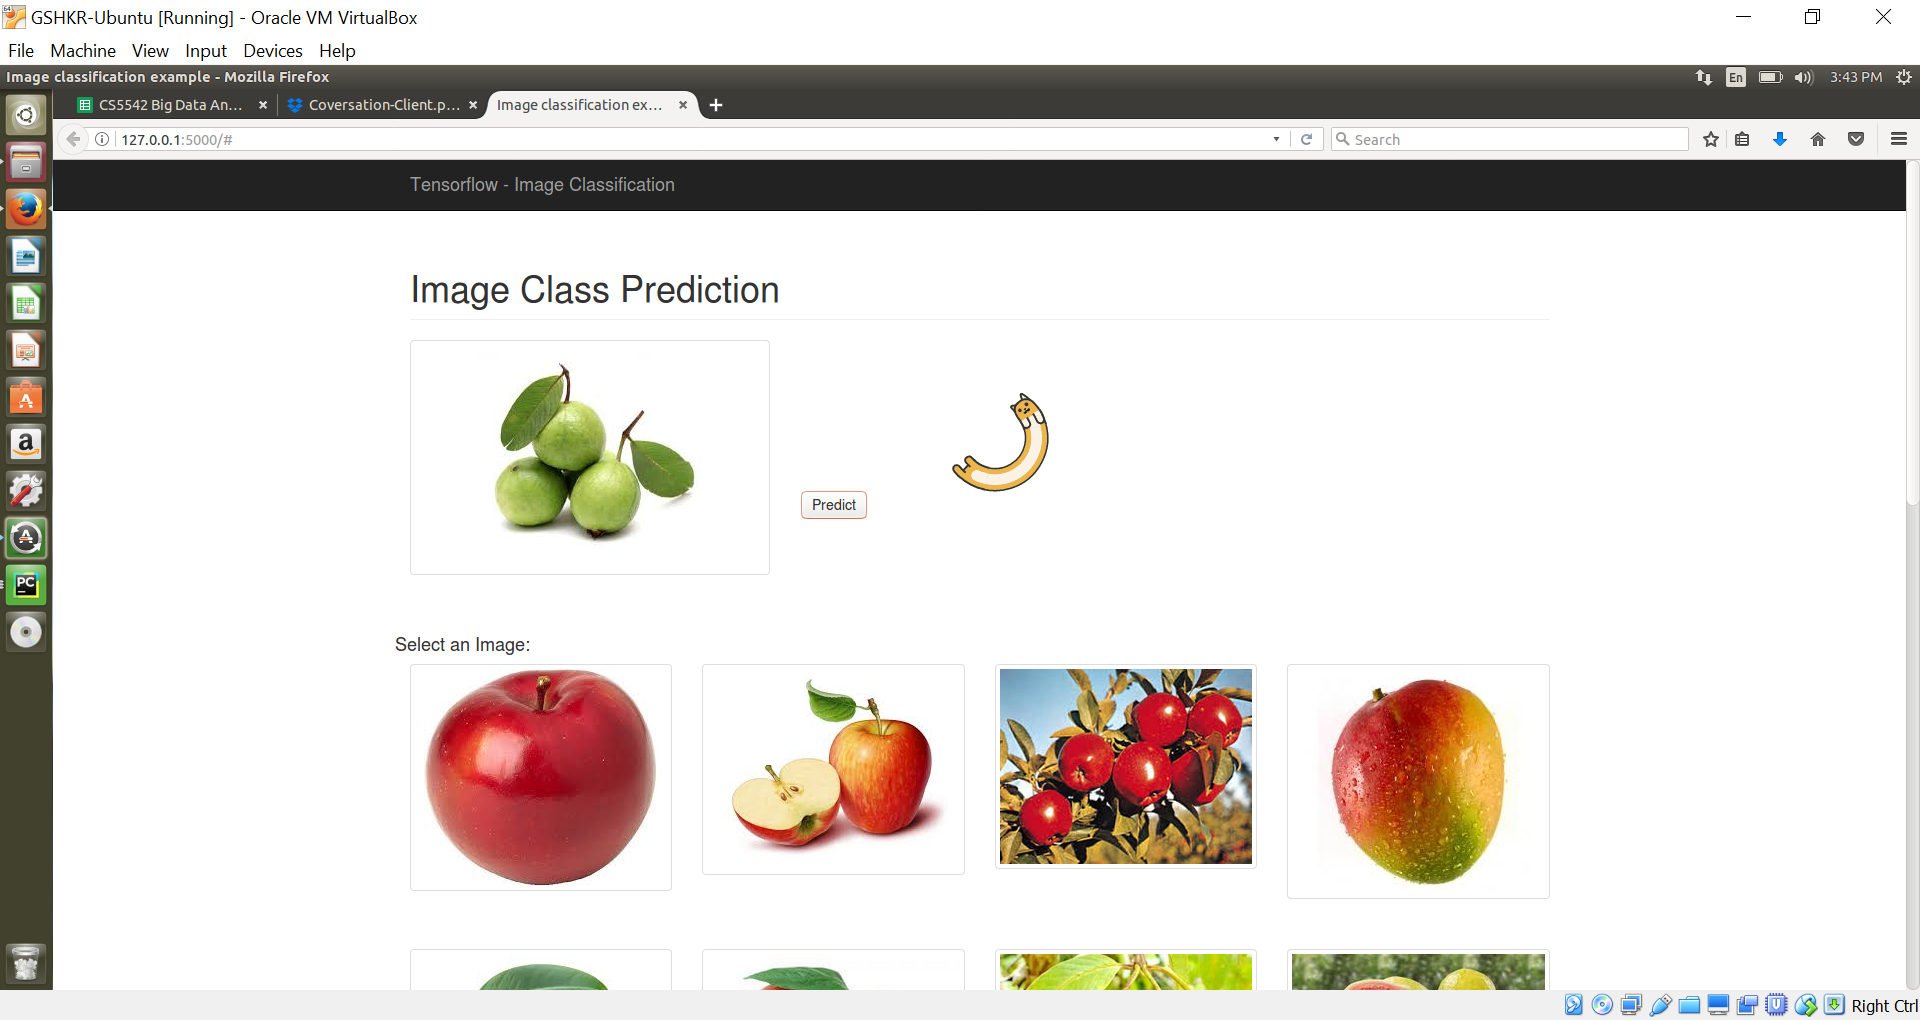 GSHKR-Ubuntu [Running] - Oracle VM VirtualBox
File Machine View Input Devices Help
Image classification example - Mozilla Firefox
En 3:43 PM
CS5542 Big Data An... Coversation-Client.p... Image classification ex...
127.0.0.1:5000/# Search
Tensorflow - Image Classification
Image Class Prediction
Predict
Select an Image:
PC
Right Ctrl